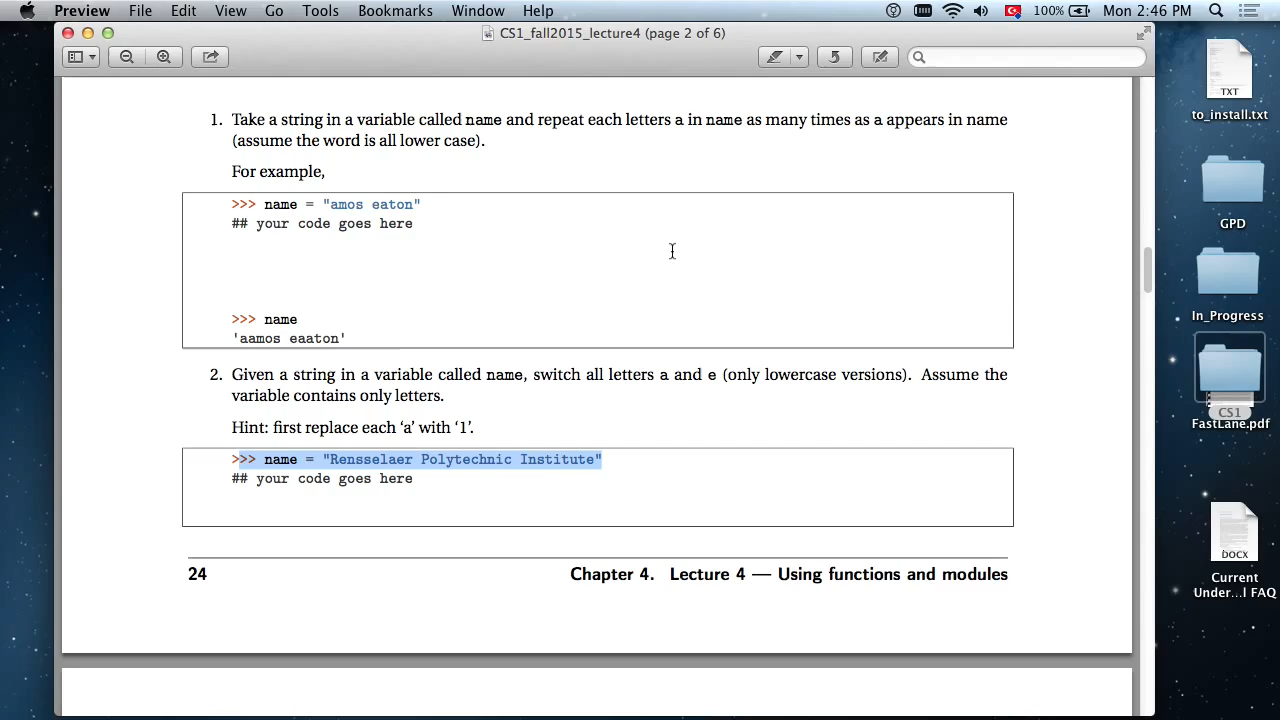 Preview File Edit View Go Tools Bookmarks Window Help 100% Mon 2:46 PM
CS1_fall2015_lecture4 (page 2 of 6)
1. Take a string in a variable called name and repeat each letters a in name as many times as a appears in name
(assume the word is all lower case).
For example,
>>> name = "amos eaton"
## your code goes here
>>> name
'aamos eaaton'
2. Given a string in a variable called name, switch all letters a and e (only lowercase versions). Assume the
variable contains only letters.
Hint: first replace each ‘a’ with ‘1’.
>>> name = "Rensselaer Polytechnic Institute"
## your code goes here
24 Chapter 4. Lecture 4 — Using functions and modules
TXT
to_install.txt
GPD
In_Progress
CS1
FastLane.pdf
DOCX
Current
Under...l FAQ